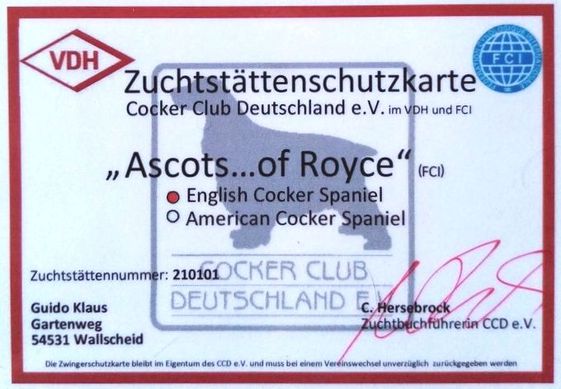 VDH
FCI
Zuchtstättenschutzkarte
Cocker Club Deutschland e.V. im VDH und FCI
„Ascots...of Royce“ (FCI)
English Cocker Spaniel
American Cocker Spaniel
Zuchtstättennummer: 210101
COCKER CLUB
DEUTSCHLAND E
Guido Klaus
Gartenweg
54531 Wallscheid
C. Hersebrock
Zuchtbuchführerin CCD e.V.
Die Zwingerschutzkarte bleibt im Eigentum des CCD e.V. und muss bei einem Vereinswechsel unverzüglich zurückgegeben werden